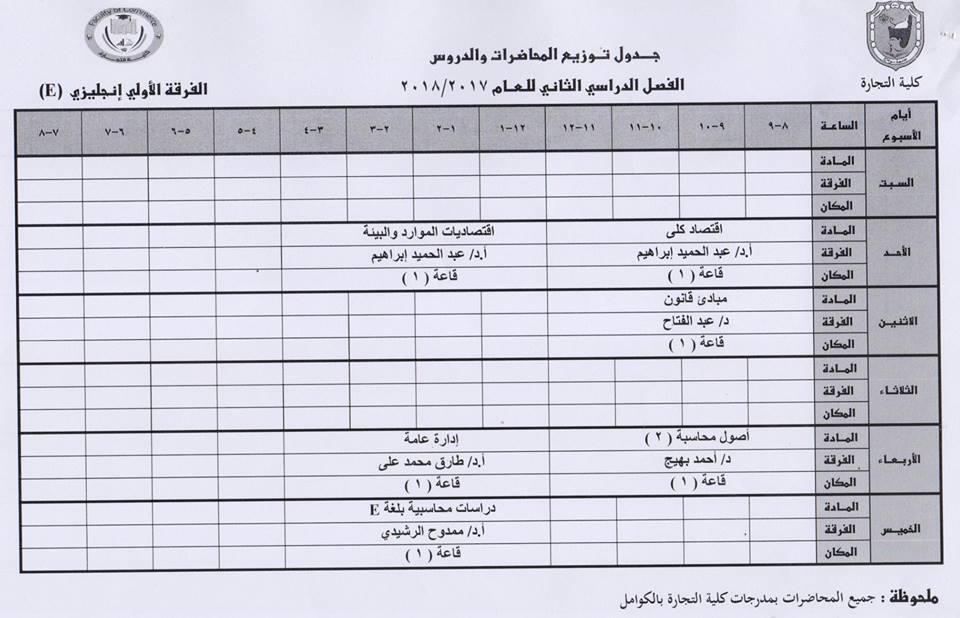 Faculty of Commerce
جدول توزيع المحاضرات والدروس
كلية التجارة
الفصل الدراسي الثاني للعام ٢٠١٨/٢٠١٧
الفرقة الأولي إنجليزي (E)
أيام الأسبوع الساعة ٨-٩ ٩-١٠ ١٠-١١ ١١-١٢ ١٢-١ ١-٢ ٢-٣ ٣-٤ ٤-٥ ٥-٦ ٦-٧ ٧-٨
السبت
المادة
الفرقة
المكان
الأحد
المادة اقتصاد كلى اقتصاديات الموارد والبيئة
الفرقة أ.د/ عبد الحميد إبراهيم أ.د/ عبد الحميد إبراهيم
المكان قاعة ( ١ ) قاعة ( ١ )
الاثنين
المادة مبادئ قانون
الفرقة د/ عبد الفتاح
المكان قاعة ( ١ )
الثلاثاء
المادة
الفرقة
المكان
الأربعاء
المادة أصول محاسبة ( ٢ ) إدارة عامة
الفرقة د/ أحمد بهيج أ.د/ طارق محمد على
المكان قاعة ( ١ ) قاعة ( ١ )
الخميس
المادة دراسات محاسبية بلغة E
الفرقة أ.د/ ممدوح الرشيدي
المكان قاعة ( ١ )
ملحوظة : جميع المحاضرات بمدرجات كلية التجارة بالكوامل